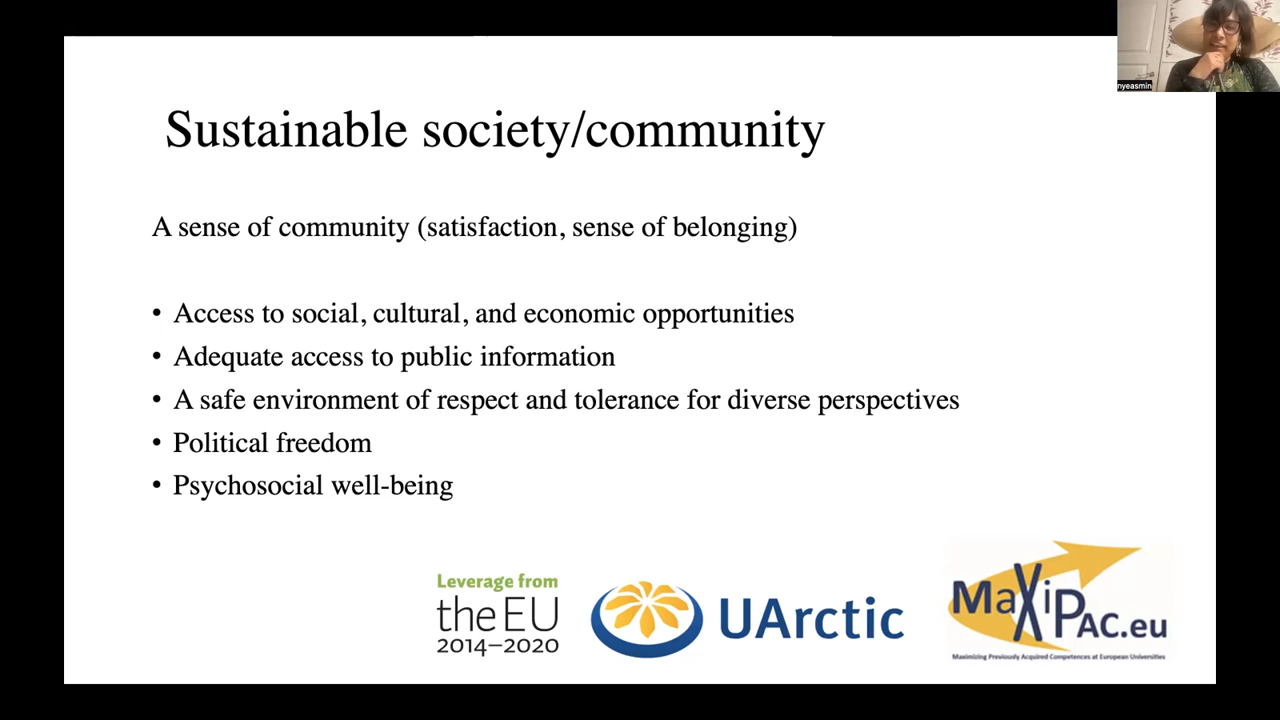 nyeasmin
Sustainable society/community
A sense of community (satisfaction, sense of belonging)
• Access to social, cultural, and economic opportunities
• Adequate access to public information
• A safe environment of respect and tolerance for diverse perspectives
• Political freedom
• Psychosocial well-being
Leverage from
the EU
2014–2020
UArctic
MaXiPAC.eu
Maximizing Previously Acquired Competences at European Universities